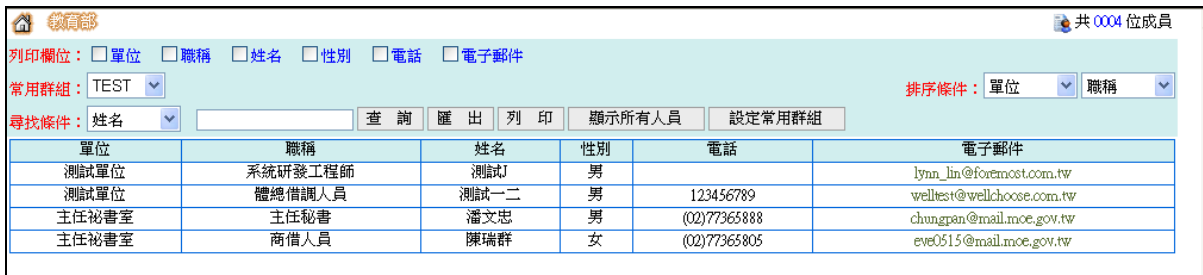 教育部 共 0004 位成員
列印欄位：單位 職稱 姓名 性別 電話 電子郵件
常用群組：TEST 排序條件：單位 職稱
尋找條件：姓名 查 詢 匯 出 列 印 顯示所有人員 設定常用群組
單位 職稱 姓名 性別 電話 電子郵件
測試單位 系統研發工程師 測試J 男 lynn_lin@foremost.com.tw
測試單位 體總借調人員 測試一二 男 123456789 welltest@wellchoose.com.tw
主任祕書室 主任秘書 潘文忠 男 (02)77365888 chungpan@mail.moe.gov.tw
主任祕書室 商借人員 陳瑞群 女 (02)77365805 eve0515@mail.moe.gov.tw